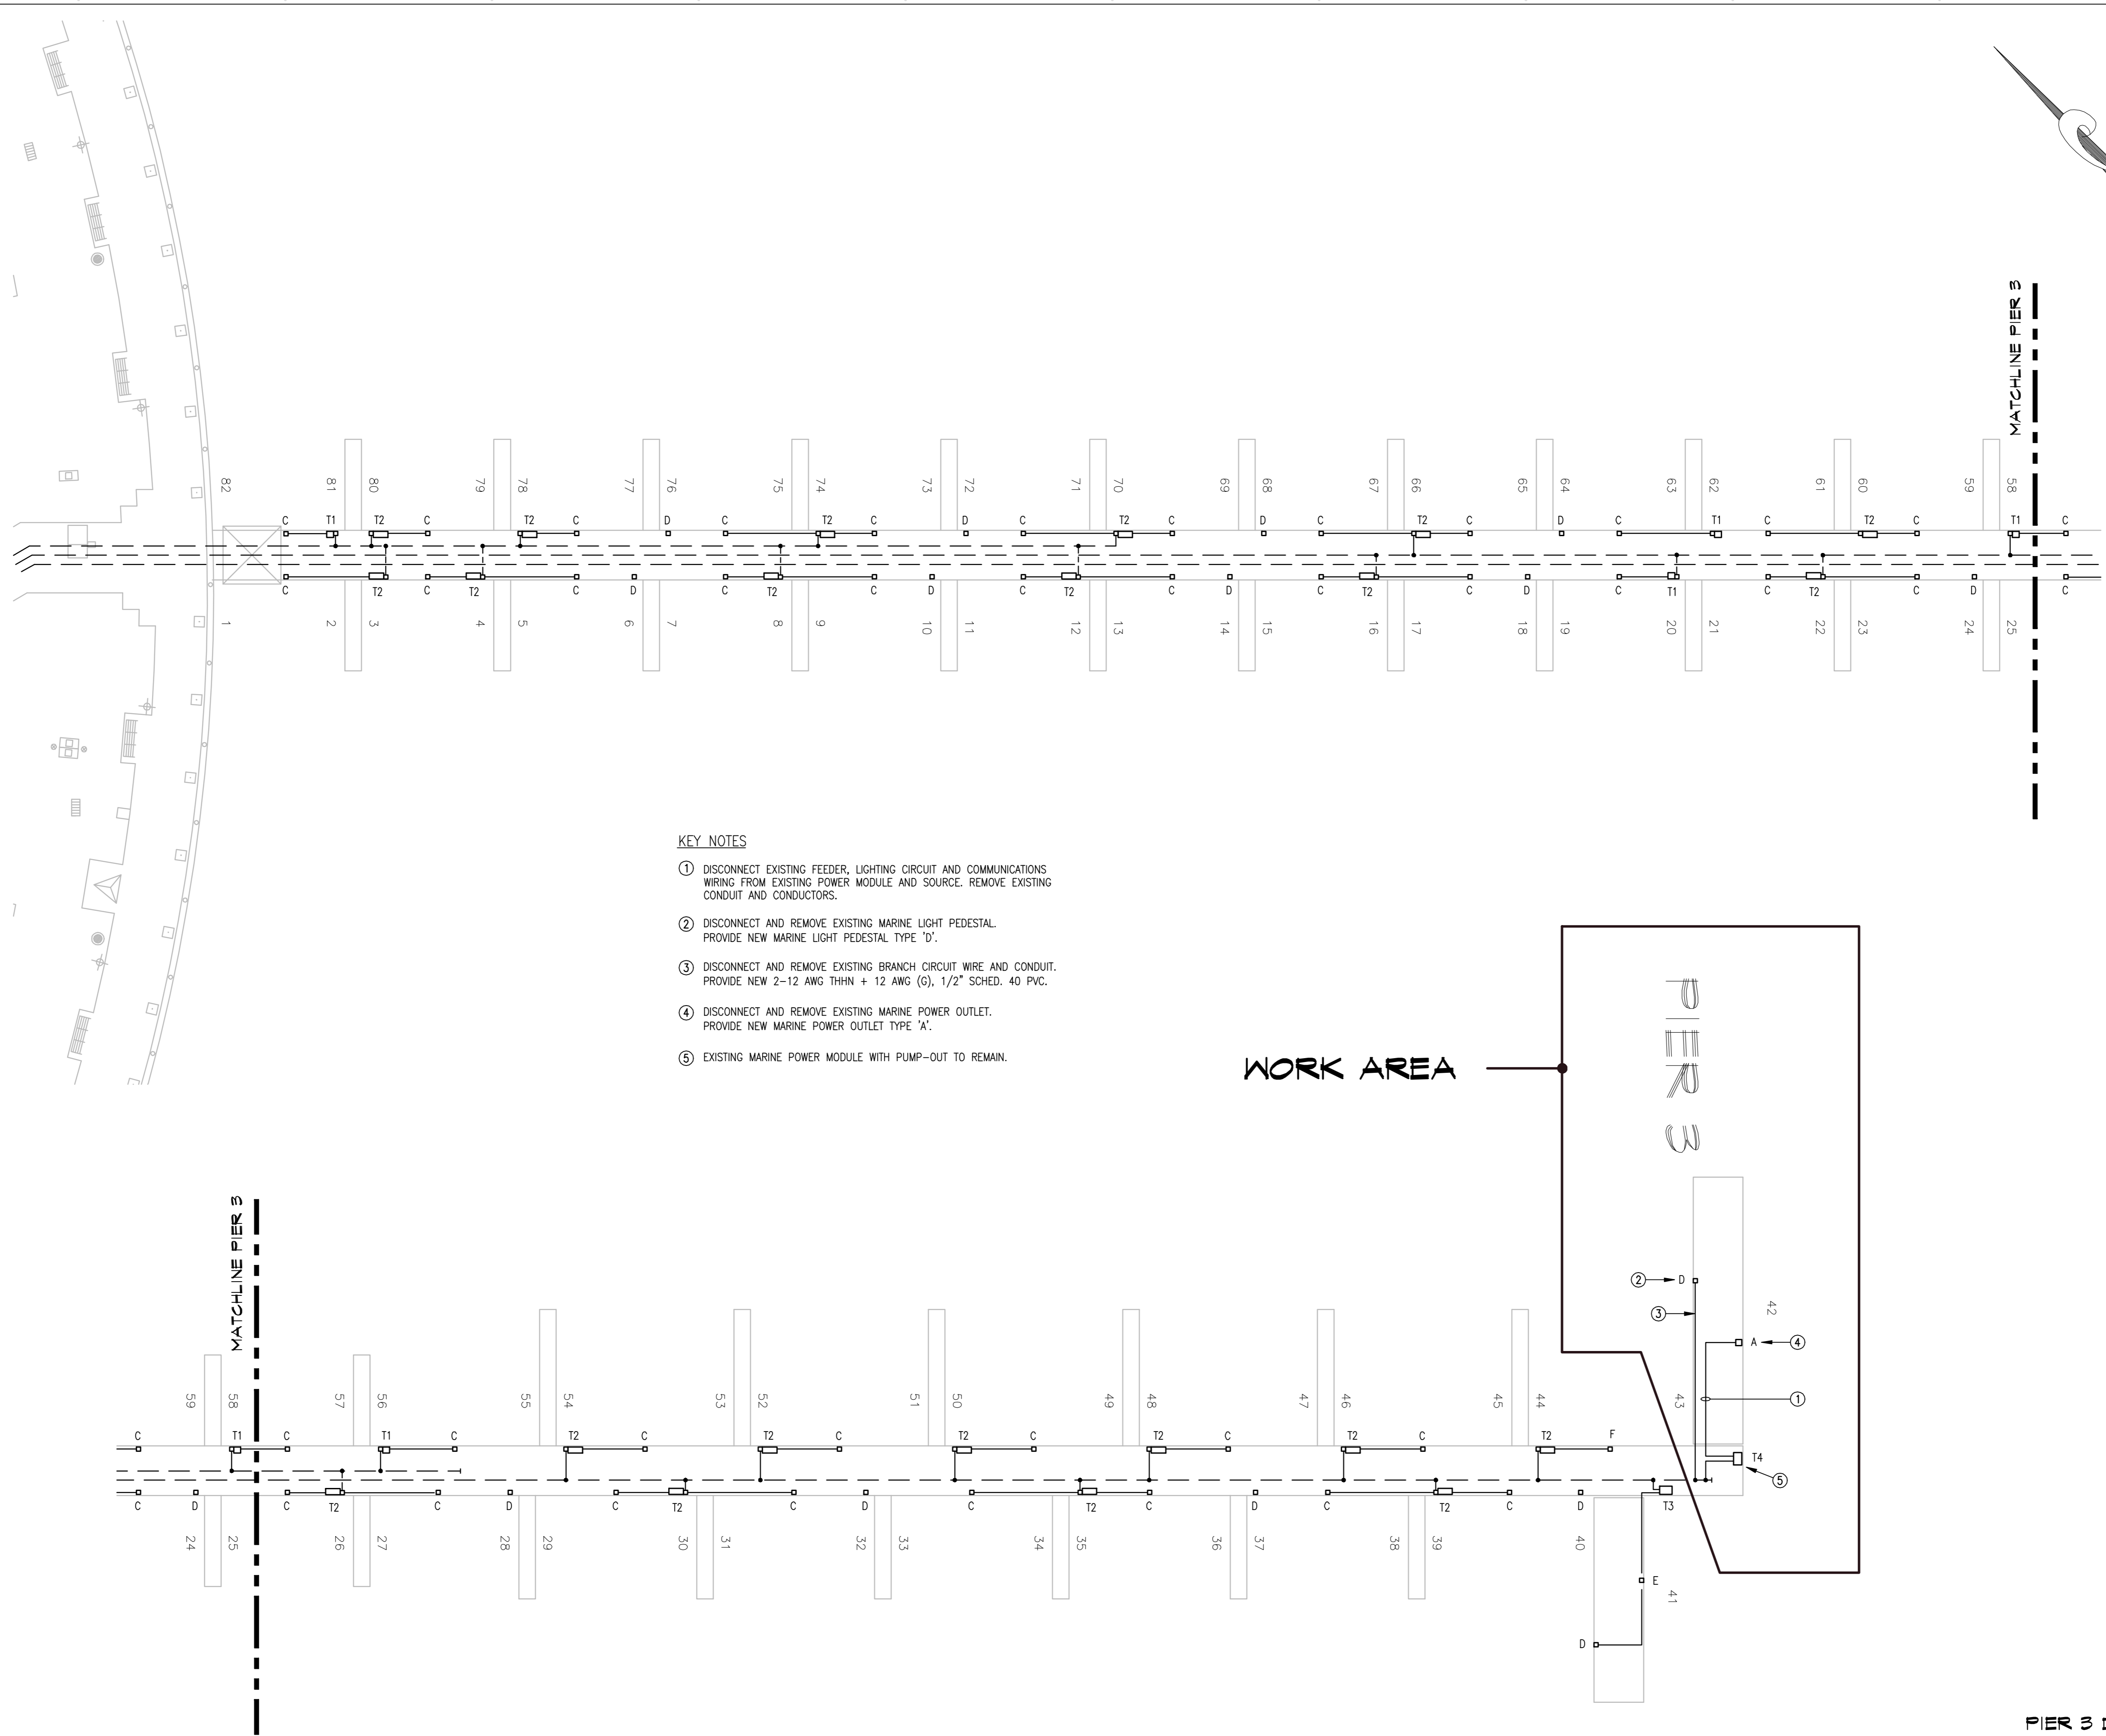 MATCHLINE PIER 3
82 81 80 79 78 77 76 75 74 73 72 71 70 69 68 67 66 65 64 63 62 61 60 59 58
C T1 T2 C T2 C D C T2 C D C T2 C D C T2 C D C T1 C T2 C T1 C
C T2 C T2 C D C T2 C D C T2 C D C T2 C D C T1 C T2 C D C
1 2 3 4 5 6 7 8 9 10 11 12 13 14 15 16 17 18 19 20 21 22 23 24 25
KEY NOTES
1 DISCONNECT EXISTING FEEDER, LIGHTING CIRCUIT AND COMMUNICATIONS
WIRING FROM EXISTING POWER MODULE AND SOURCE. REMOVE EXISTING
CONDUIT AND CONDUCTORS.
2 DISCONNECT AND REMOVE EXISTING MARINE LIGHT PEDESTAL.
PROVIDE NEW MARINE LIGHT PEDESTAL TYPE 'D'.
3 DISCONNECT AND REMOVE EXISTING BRANCH CIRCUIT WIRE AND CONDUIT.
PROVIDE NEW 2-12 AWG THHN + 12 AWG (G), 1/2" SCHED. 40 PVC.
4 DISCONNECT AND REMOVE EXISTING MARINE POWER OUTLET.
PROVIDE NEW MARINE POWER OUTLET TYPE 'A'.
5 EXISTING MARINE POWER MODULE WITH PUMP-OUT TO REMAIN.
WORK AREA
PIER 3
MATCHLINE PIER 3
2 D
3
42
A 4
1
59 58 57 56 55 54 53 52 51 50 49 48 47 46 45 44 43
C T1 C T1 C T2 C T2 C T2 C T2 C T2 C T2 F
T4
5
C D C T2 C D C T2 C D C T2 C D C T2 C D T3
24 25 26 27 28 29 30 31 32 33 34 35 36 37 38 39 40
E
41
D
PIER 3